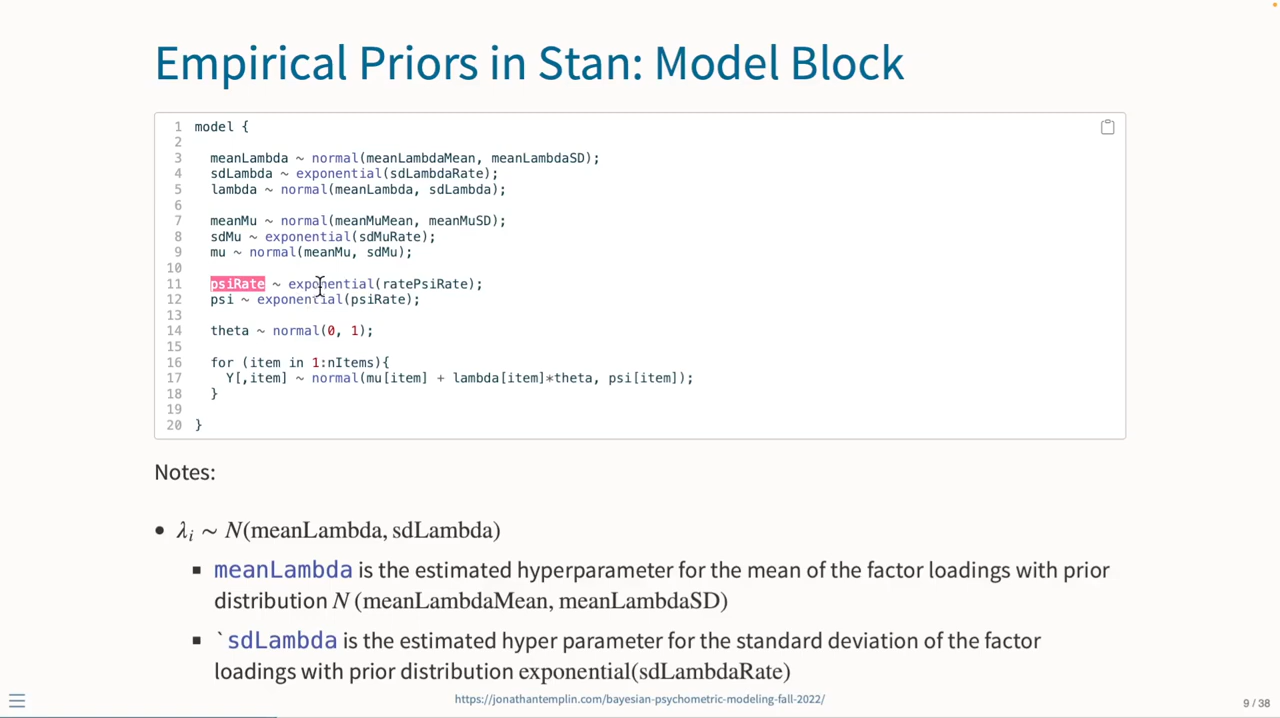 Empirical Priors in Stan: Model Block
1 model {
2
3 meanLambda ~ normal(meanLambdaMean, meanLambdaSD);
4 sdLambda ~ exponential(sdLambdaRate);
5 lambda ~ normal(meanLambda, sdLambda);
6
7 meanMu ~ normal(meanMuMean, meanMuSD);
8 sdMu ~ exponential(sdMuRate);
9 mu ~ normal(meanMu, sdMu);
10
11 psiRate ~ exponential(ratePsiRate);
12 psi ~ exponential(psiRate);
13
14 theta ~ normal(0, 1);
15
16 for (item in 1:nItems){
17 Y[,item] ~ normal(mu[item] + lambda[item]*theta, psi[item]);
18 }
19
20 }
Notes:
• λᵢ ~ N(meanLambda, sdLambda)
▪ meanLambda is the estimated hyperparameter for the mean of the factor loadings with prior
distribution N (meanLambdaMean, meanLambdaSD)
▪ `sdLambda is the estimated hyper parameter for the standard deviation of the factor
loadings with prior distribution exponential(sdLambdaRate)
https://jonathantemplin.com/bayesian-psychometric-modeling-fall-2022/
9 / 38